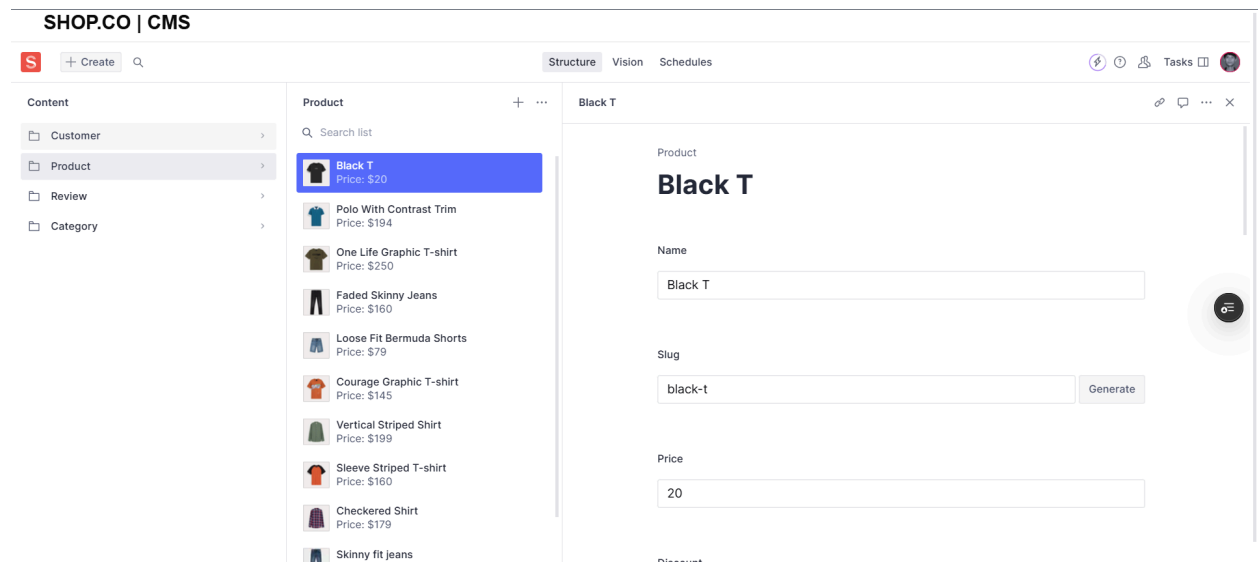 SHOP.CO | CMS
S
Create
Structure Vision Schedules
Tasks
Content
Customer
Product
Review
Category
Product
Search list
Black T
Price: $20
Polo With Contrast Trim
Price: $194
One Life Graphic T-shirt
Price: $250
Faded Skinny Jeans
Price: $160
Loose Fit Bermuda Shorts
Price: $79
Courage Graphic T-shirt
Price: $145
Vertical Striped Shirt
Price: $199
Sleeve Striped T-shirt
Price: $160
Checkered Shirt
Price: $179
Skinny fit jeans
Black T
Product
Black T
Name
Black T
Slug
black-t
Generate
Price
20
Discount